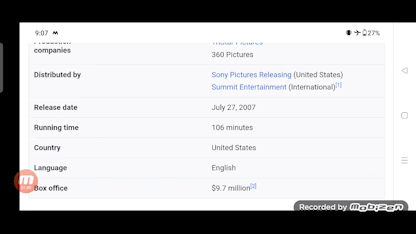 9:07
27%
Production
TriStar Pictures
companies
360 Pictures
Distributed by
Sony Pictures Releasing (United States)
Summit Entertainment (International)[1]
Release date
July 27, 2007
Running time
106 minutes
Country
United States
Language
English
Box office
$9.7 million[2]
Recorded by Mobizen